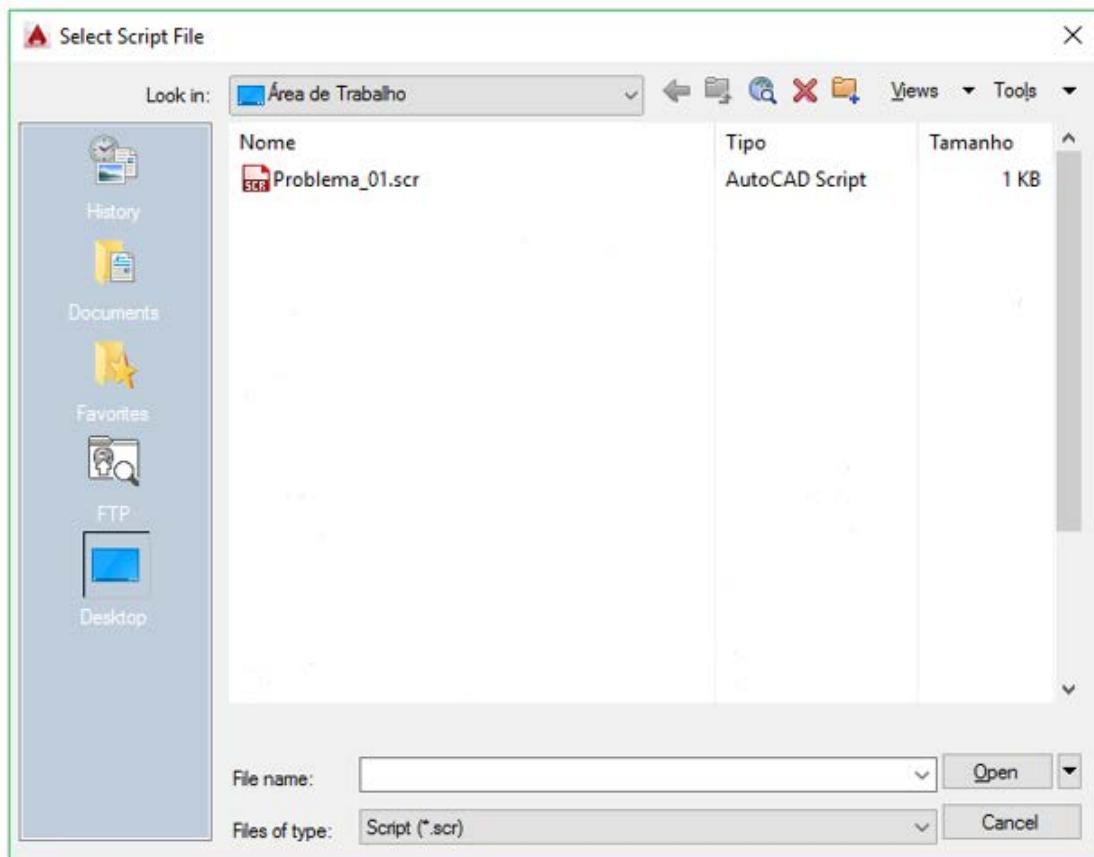 Select Script File
Look in: Área de Trabalho Views Tools
Nome Tipo Tamanho
SCR Problema_01.scr AutoCAD Script 1 KB
History
Documents
Favorites
FTP
Desktop
File name: Open
Files of type: Script (*.scr) Cancel